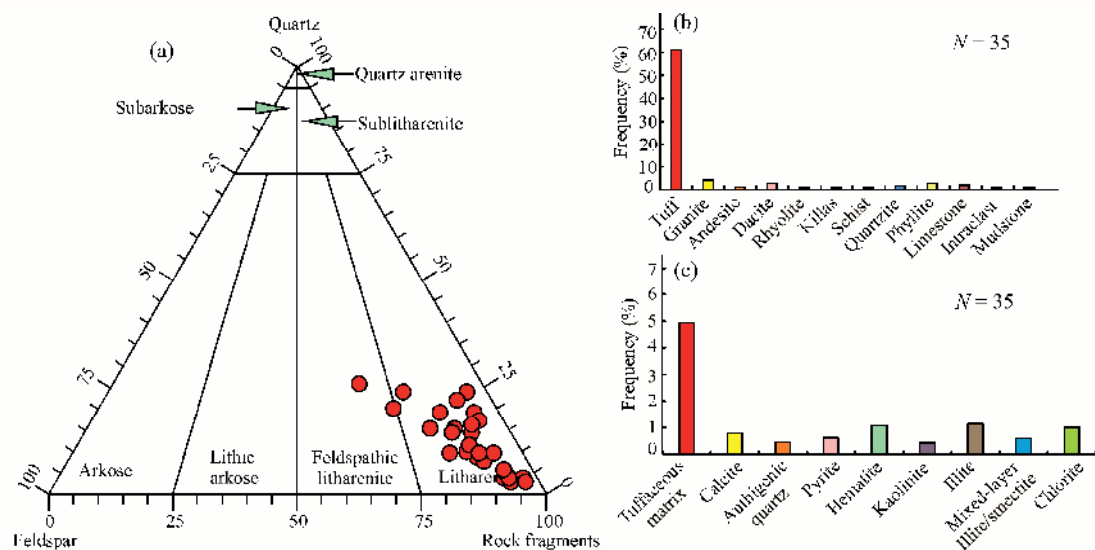 (a)
Quartz
0
100
Quartz arenite
Subarkose
Sublitharenite
25
75
50
50
75
25
Arkose
Lithic
arkose
Feldspathic
litharenite
Lithare
100
0
0
25
50
75
100
Feldspar
Rock fragments
(b)
N = 35
Frequency (%)
70
60
50
40
30
20
10
0
Tuff
Granite
Andesite
Dacite
Rhyolite
Killas
Schist
Quartzite
Phyllite
Limestone
Intraclast
Mudstone
(c)
N = 35
Frequency (%)
7
6
5
4
3
2
1
0
Tuffaceous
matrix
Calcite
Authigenic
quartz
Pyrite
Hematite
Kaolinite
Illite
Mixed-layer
Illite/smectite
Chlorite